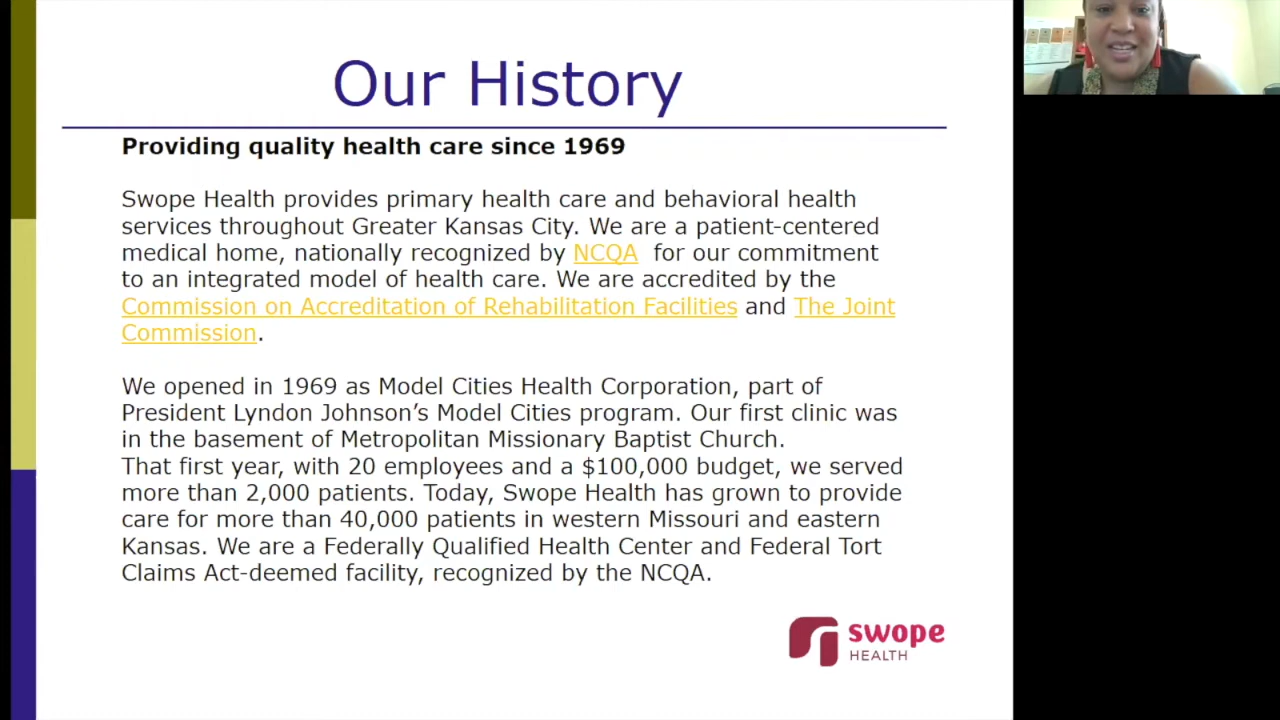 Our History
Providing quality health care since 1969
Swope Health provides primary health care and behavioral health
services throughout Greater Kansas City. We are a patient-centered
medical home, nationally recognized by NCQA for our commitment
to an integrated model of health care. We are accredited by the
Commission on Accreditation of Rehabilitation Facilities and The Joint
Commission.
We opened in 1969 as Model Cities Health Corporation, part of
President Lyndon Johnson’s Model Cities program. Our first clinic was
in the basement of Metropolitan Missionary Baptist Church.
That first year, with 20 employees and a $100,000 budget, we served
more than 2,000 patients. Today, Swope Health has grown to provide
care for more than 40,000 patients in western Missouri and eastern
Kansas. We are a Federally Qualified Health Center and Federal Tort
Claims Act-deemed facility, recognized by the NCQA.
swope
HEALTH